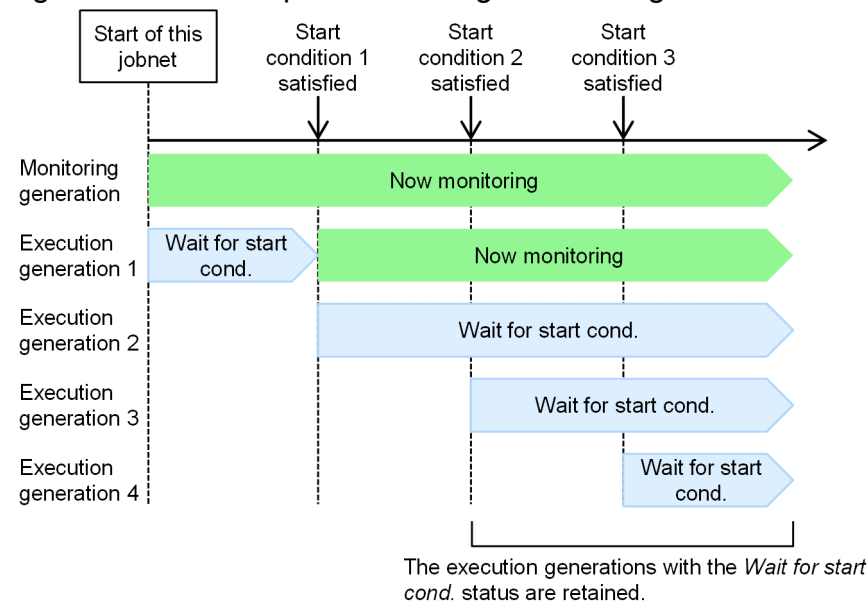 Start of this
jobnet
Start
condition 1
satisfied
Start
condition 2
satisfied
Start
condition 3
satisfied
Monitoring
generation
Now monitoring
Execution
generation 1
Wait for start
cond.
Now monitoring
Execution
generation 2
Wait for start cond.
Execution
generation 3
Wait for start cond.
Execution
generation 4
Wait for start
cond.
The execution generations with the Wait for start
cond. status are retained.